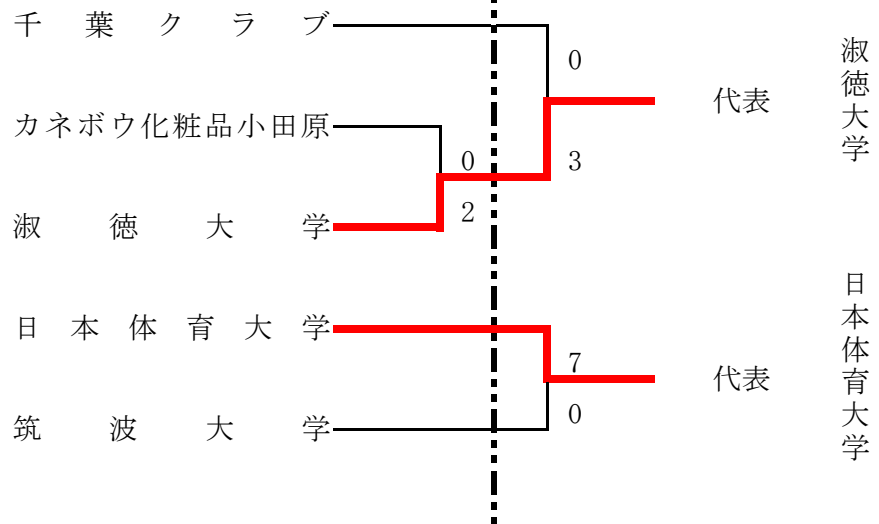 千葉クラブ
0
代表
淑徳大学
カネボウ化粧品小田原
0
3
2
淑徳大学
日本体育大学
7
代表
日本体育大学
0
筑波大学